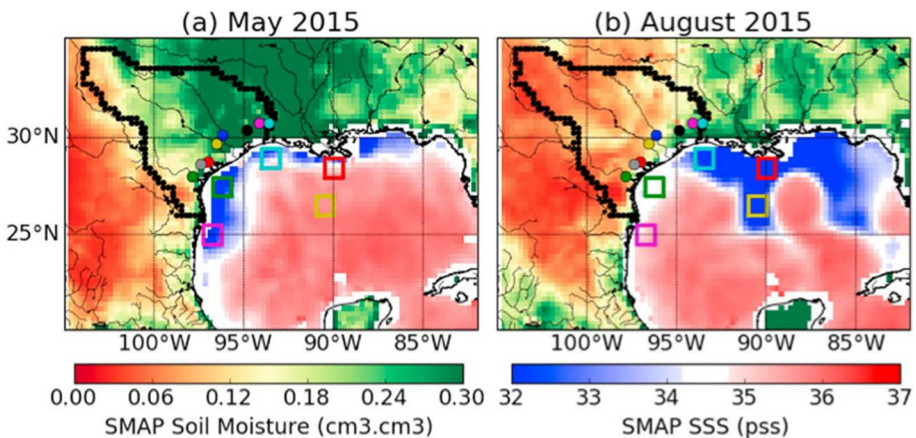 (a) May 2015 (b) August 2015
30°N
25°N
100°W 95°W 90°W 85°W 100°W 95°W 90°W 85°W
0.00 0.06 0.12 0.18 0.24 0.30 32 33 34 35 36 37
SMAP Soil Moisture (cm3.cm3) SMAP SSS (pss)